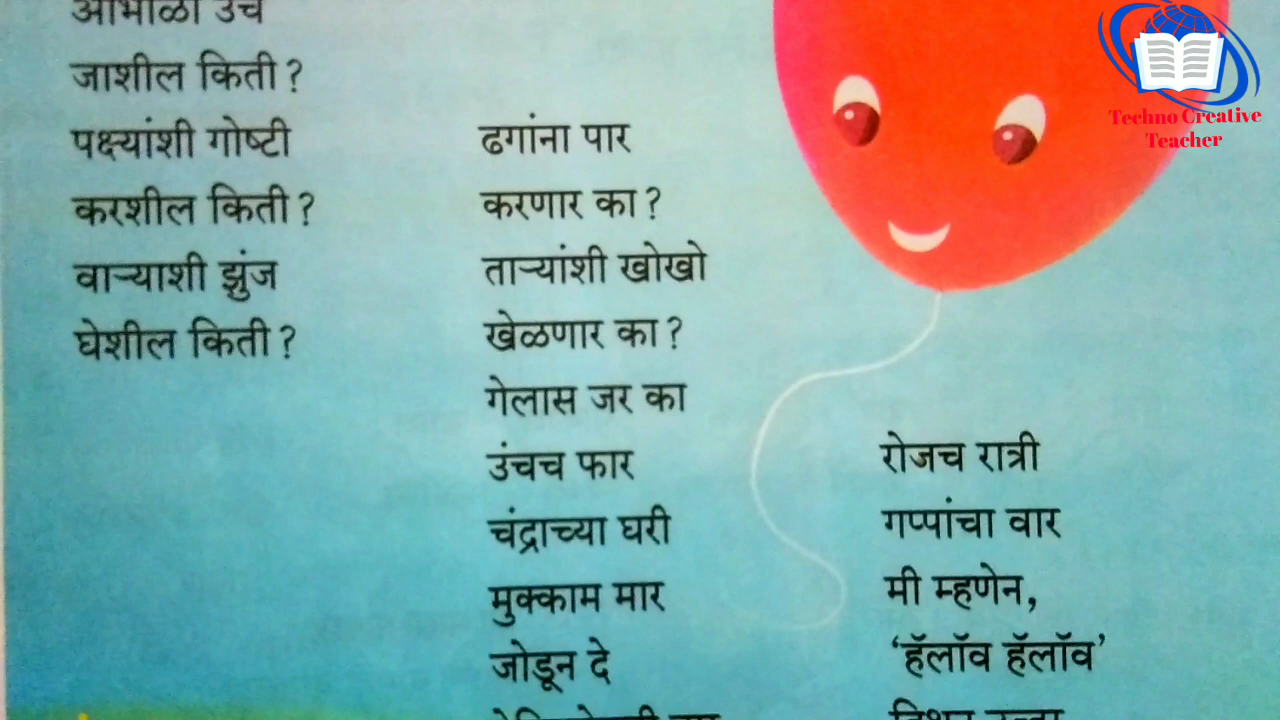 जाशील किती?
पक्ष्यांशी गोष्टी
करशील किती?
वाऱ्याशी झुंज
घेशील किती?
ढगांना पार
करणार का?
ताऱ्यांशी खोखो
खेळणार का?
गेलास जर का
उंचच फार
चंद्राच्या घरी
मुक्काम मार
जोडून दे
रोजच रात्री
गप्पांचा वार
मी म्हणेन,
‘हॅलॉव हॅलॉव’
Techno Creative
Teacher